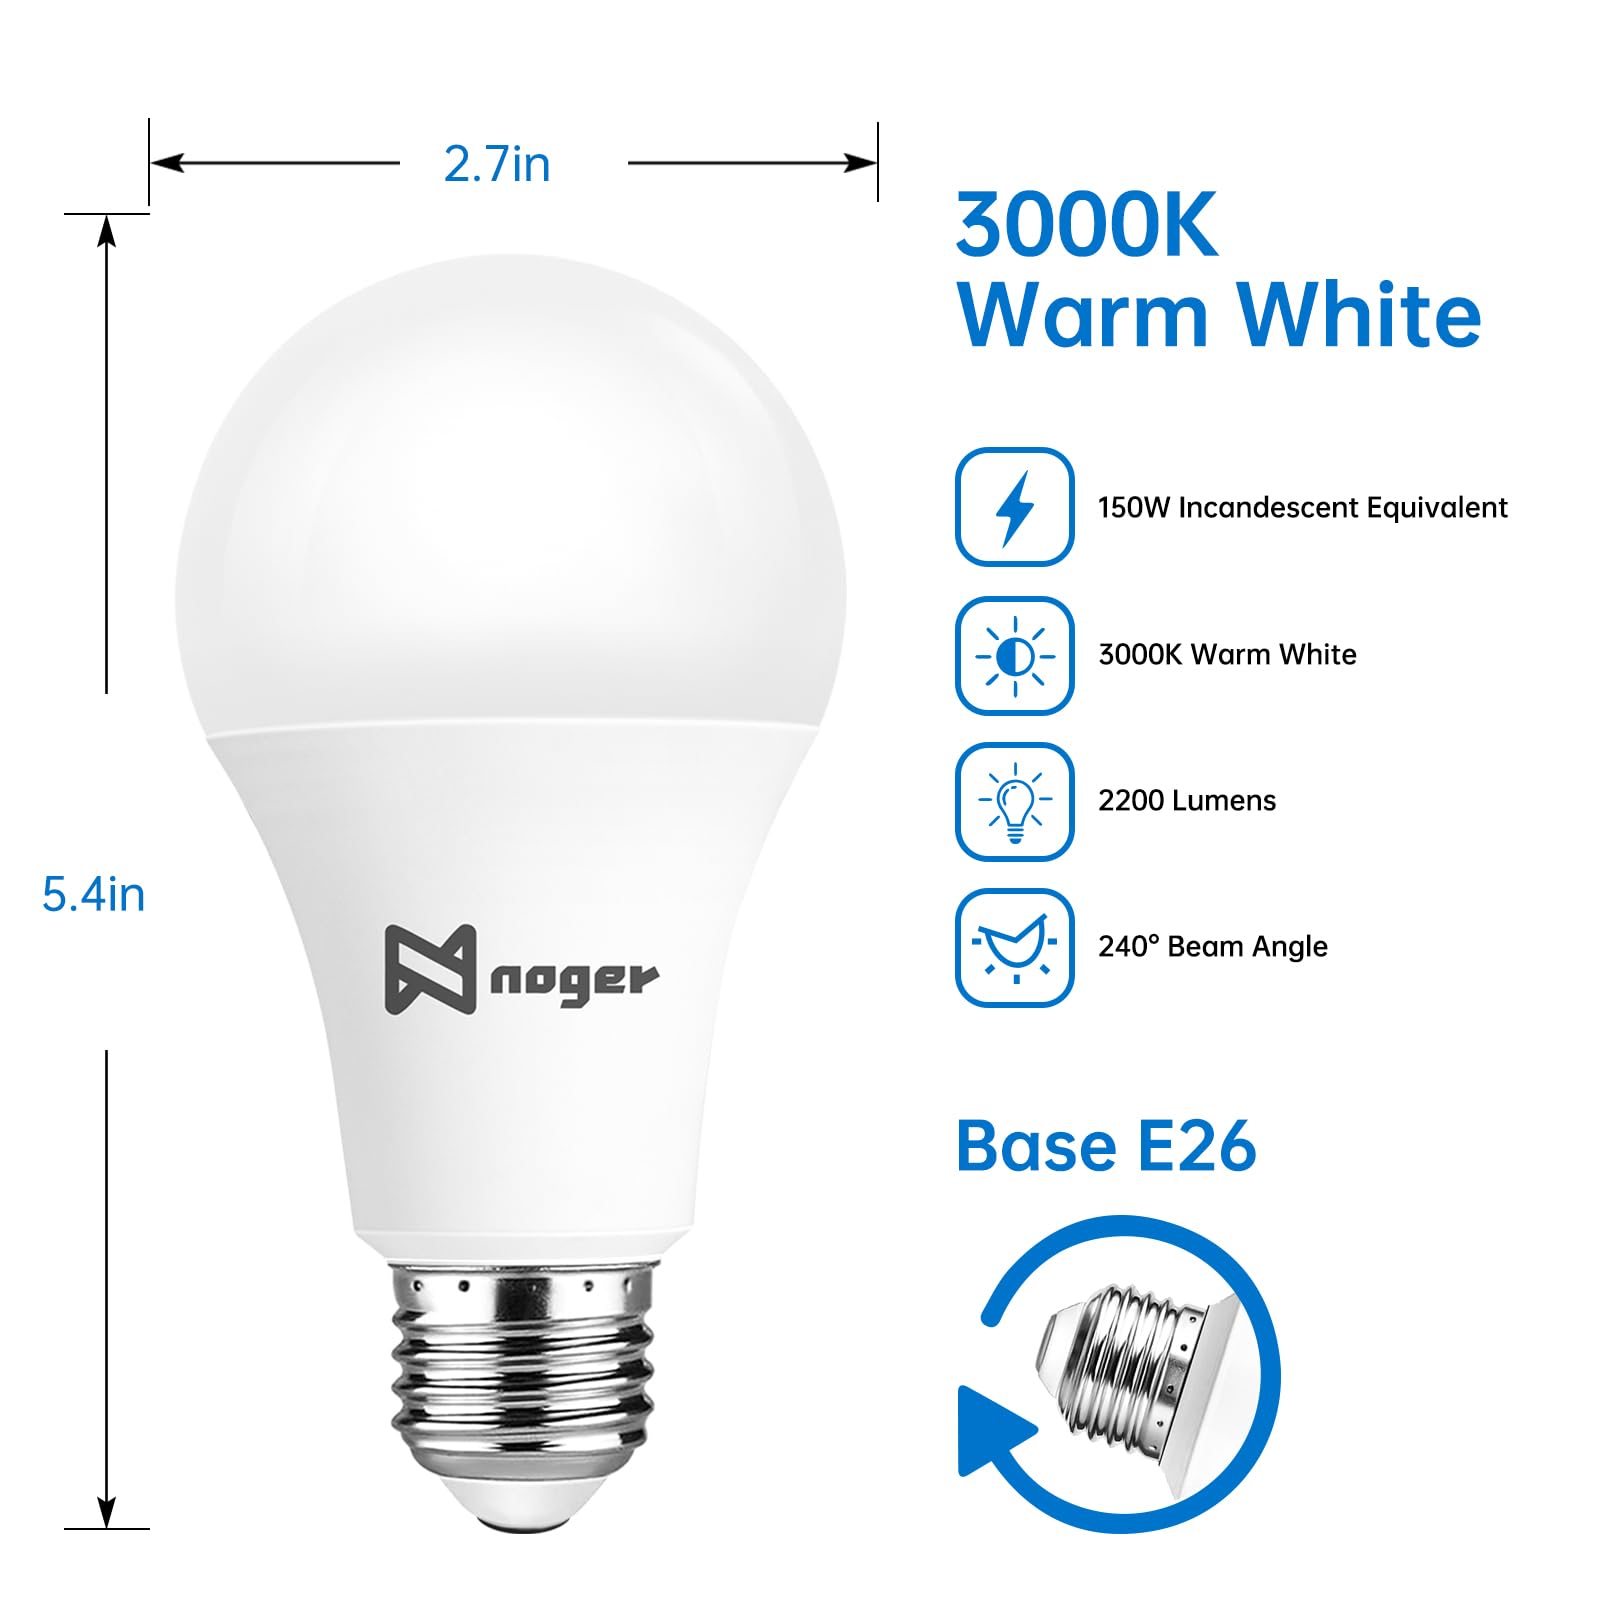 2.7in
3000K
Warm White
150W Incandescent Equivalent
3000K Warm White
2200 Lumens
5.4in
240° Beam Angle
noger
Base E26